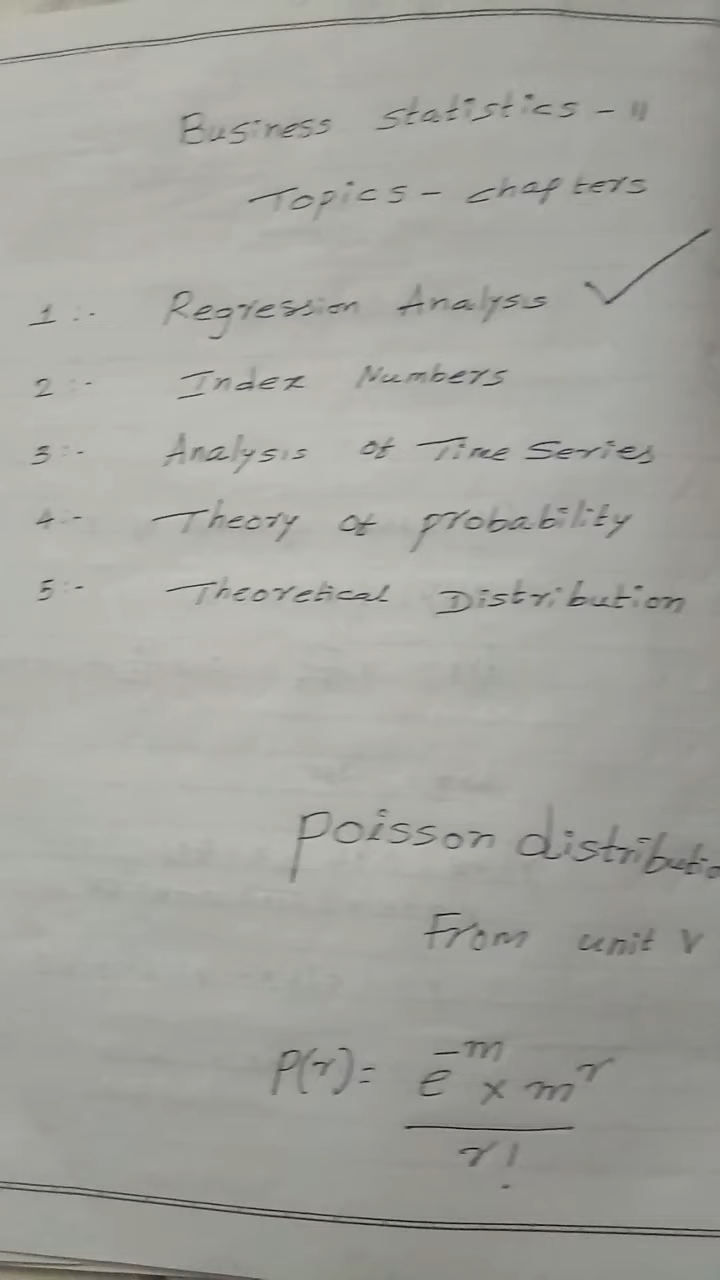 Business Statistics - II
Topics - chapters
1 :- Regression Analysis ✓
2 :- Index Numbers
3 :- Analysis of Time Series
4 :- Theory of probability
5 :- Theoretical Distribution
poisson distributio
From unit V
P(r) = e^-m × m^r
r!